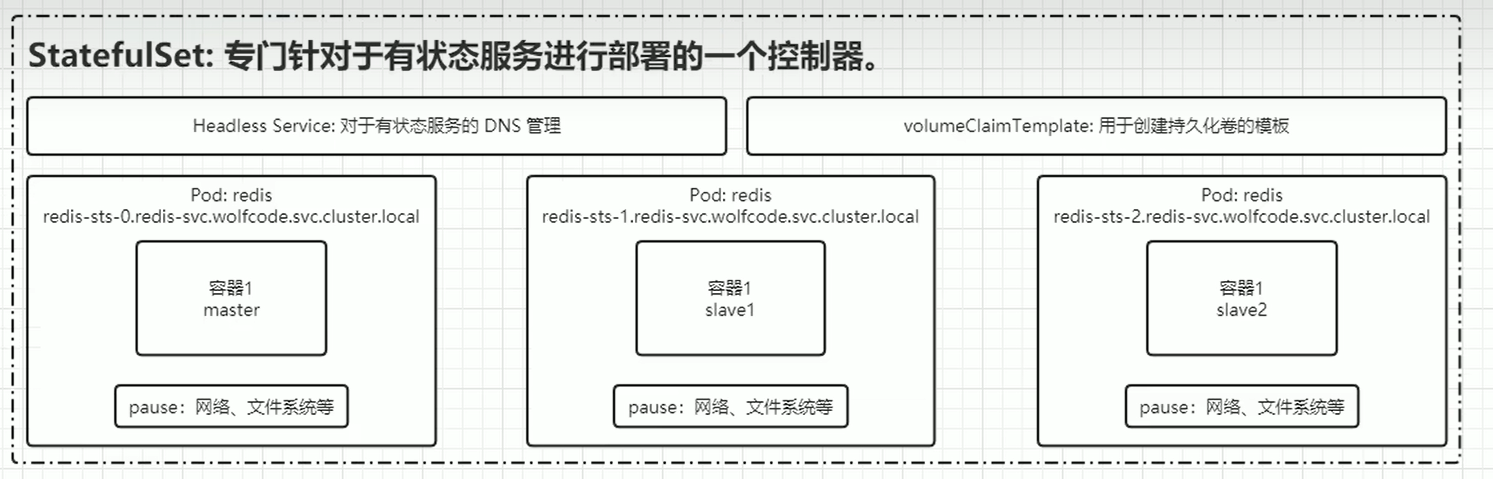 StatefulSet: 专门针对于有状态服务进行部署的一个控制器。
Headless Service: 对于有状态服务的 DNS 管理
volumeClaimTemplate: 用于创建持久化卷的模板
Pod: redis
redis-sts-0.redis-svc.wolfcode.svc.cluster.local
容器1
master
pause：网络、文件系统等
Pod: redis
redis-sts-1.redis-svc.wolfcode.svc.cluster.local
容器1
slave1
pause：网络、文件系统等
Pod: redis
redis-sts-2.redis-svc.wolfcode.svc.cluster.local
容器1
slave2
pause：网络、文件系统等